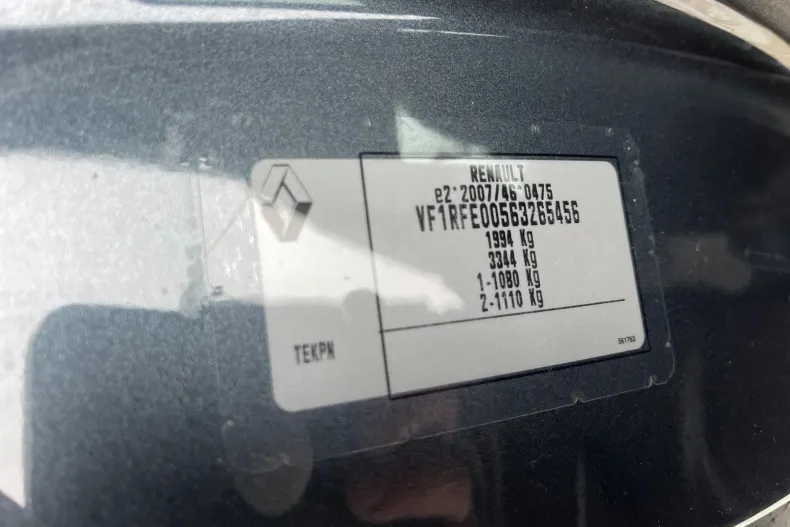 RENAULT
e2*2007/46*0475
VF1RFE00563265456
1994 Kg
3344 Kg
1-1080 Kg
2-1110 Kg
TEKPN
561763